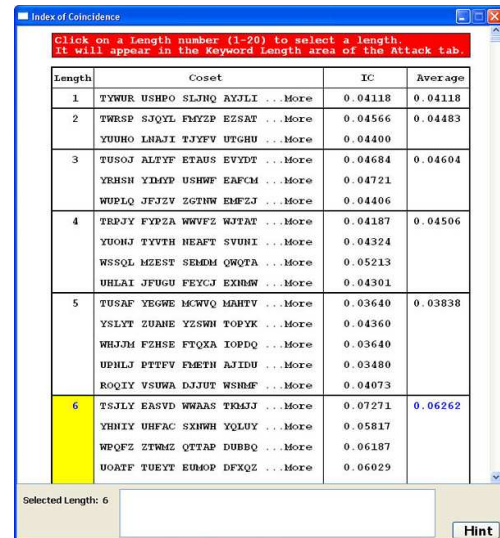 Index of Coincidence
Click on a Length number (1-20) to select a length.
It will appear in the Keyword Length area of the Attack tab.
Length Coset IC Average
1 TYWUR USHPO SLJNQ AYJLI ...More 0.04118 0.04118
2 TWRSP SJQYL FMYZP EZSAT ...More 0.04566 0.04483
YUUHO LNAJI TJYFV UTGHU ...More 0.04400
3 TUSOJ ALTYF ETAUS EVYDT ...More 0.04684 0.04604
YRHSN YIMYP USHWF EAFCM ...More 0.04721
WUPLQ JFJZV ZGTNW EMFZJ ...More 0.04406
4 TRPJY FYPZA WWVFZ WJTAT ...More 0.04187 0.04506
YUONJ TYVTH NEAFT SVUNI ...More 0.04324
WSSQL MZEST SEMDM QWQTA ...More 0.05213
UHLAI JFUGU FEYCJ EXNMW ...More 0.04301
5 TUSAF YEGWE MCWVQ MAHTV ...More 0.03640 0.03838
YSLYT ZUANE YZSWN TOPYK ...More 0.04360
WHJJM FZHSE FTQXA IOPDQ ...More 0.03640
UPNLJ PTTFV FMETN AJIDU ...More 0.03480
ROQIY VSUWA DJJUT WSNMF ...More 0.04073
6 TSJLY EASVD WWAAS TKMJJ ...More 0.07271 0.06262
YHNIY UHFAC SXNWH YQLUY ...More 0.05817
WPQFZ ZTWMZ QTTAP DUBBQ ...More 0.06187
UOATF TUEYT EUMOP DFXQZ ...More 0.06029
Selected Length: 6
Hint